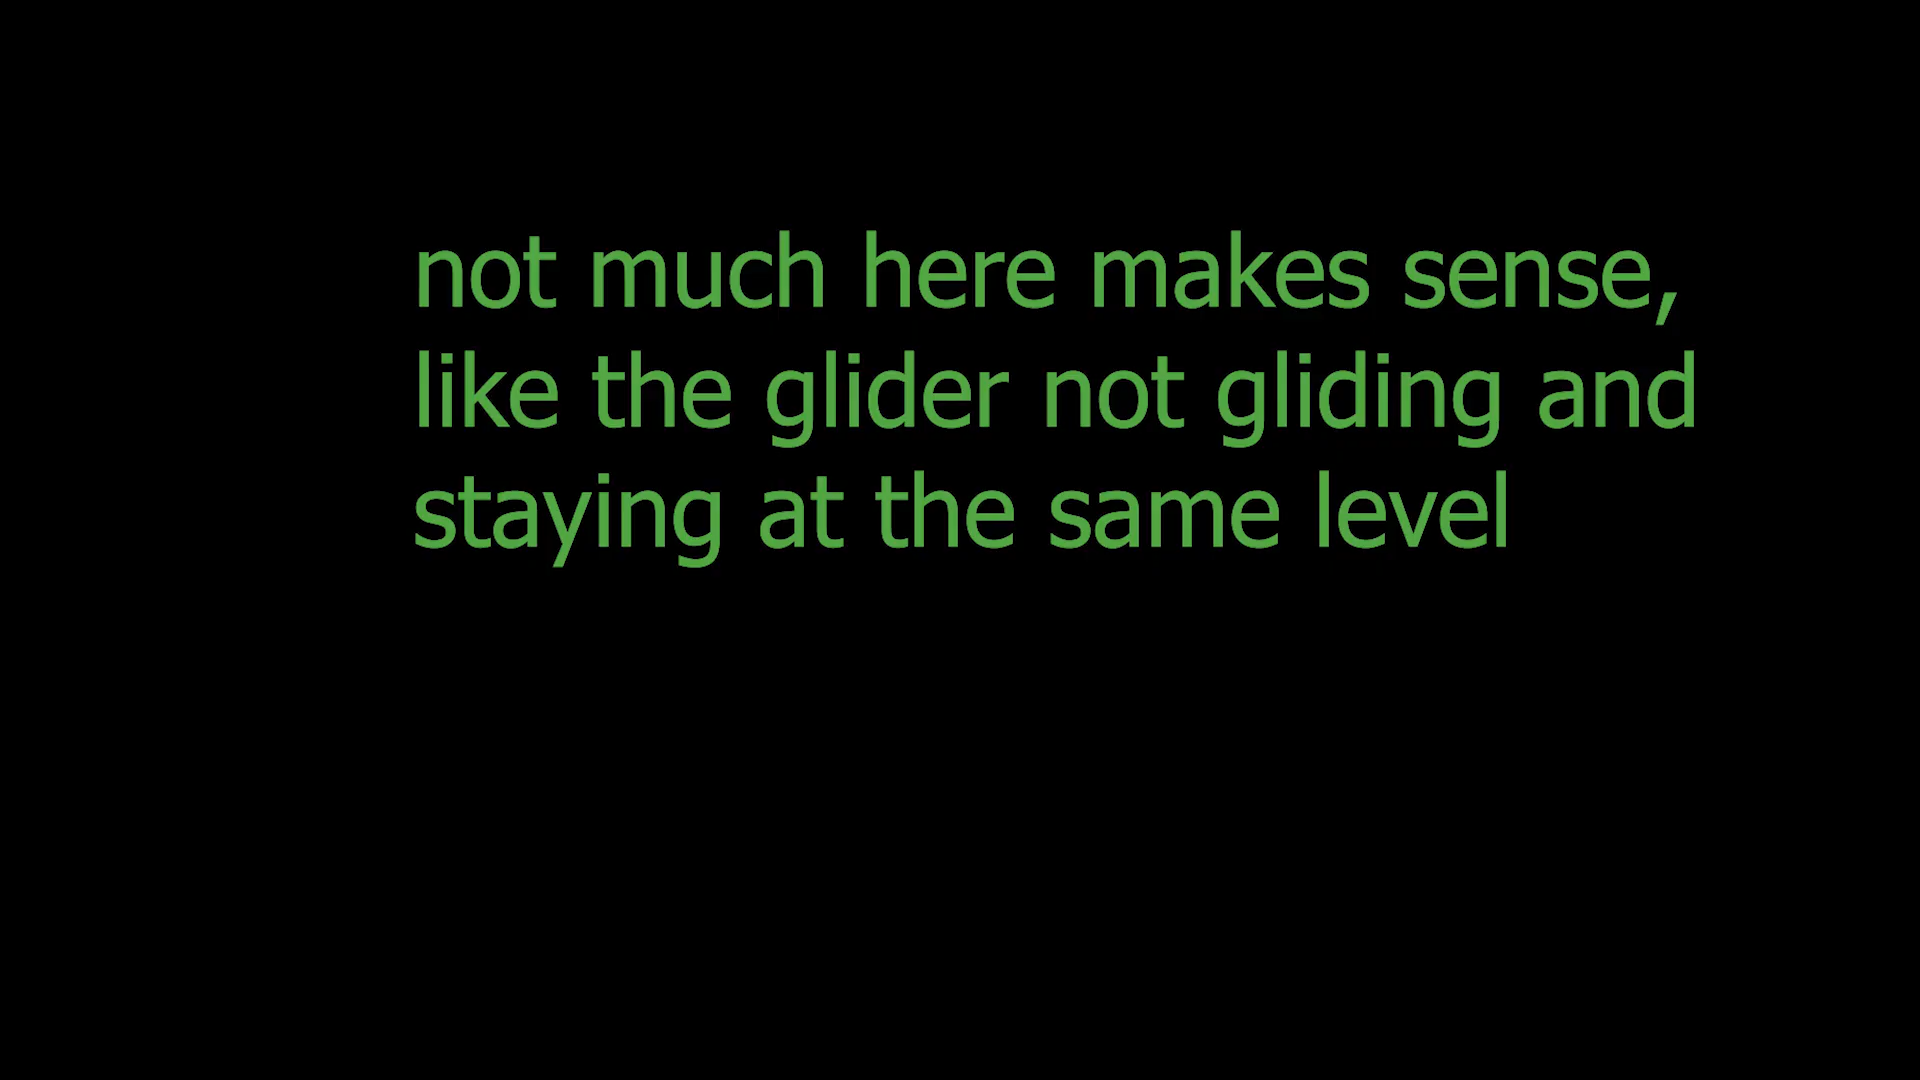 not much here makes sense,
like the glider not gliding and
staying at the same level